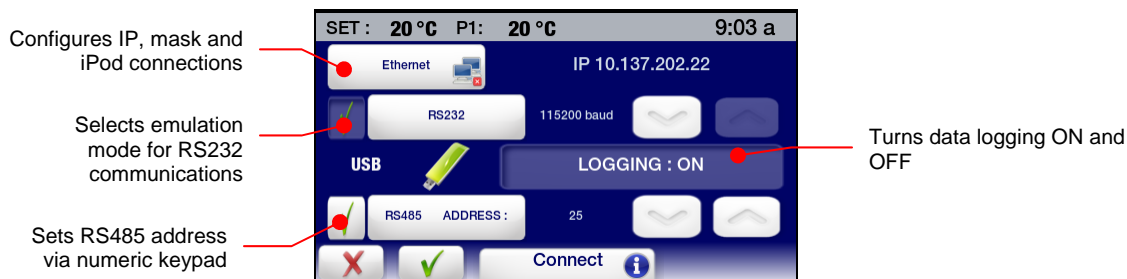 SET : 20 °C P1: 20 °C 9:03 a
Configures IP, mask and
iPod connections
Ethernet
IP 10.137.202.22
Selects emulation
mode for RS232
communications
RS232
115200 baud
USB
LOGGING : ON
Turns data logging ON and
OFF
Sets RS485 address
via numeric keypad
RS485 ADDRESS :
25
Connect